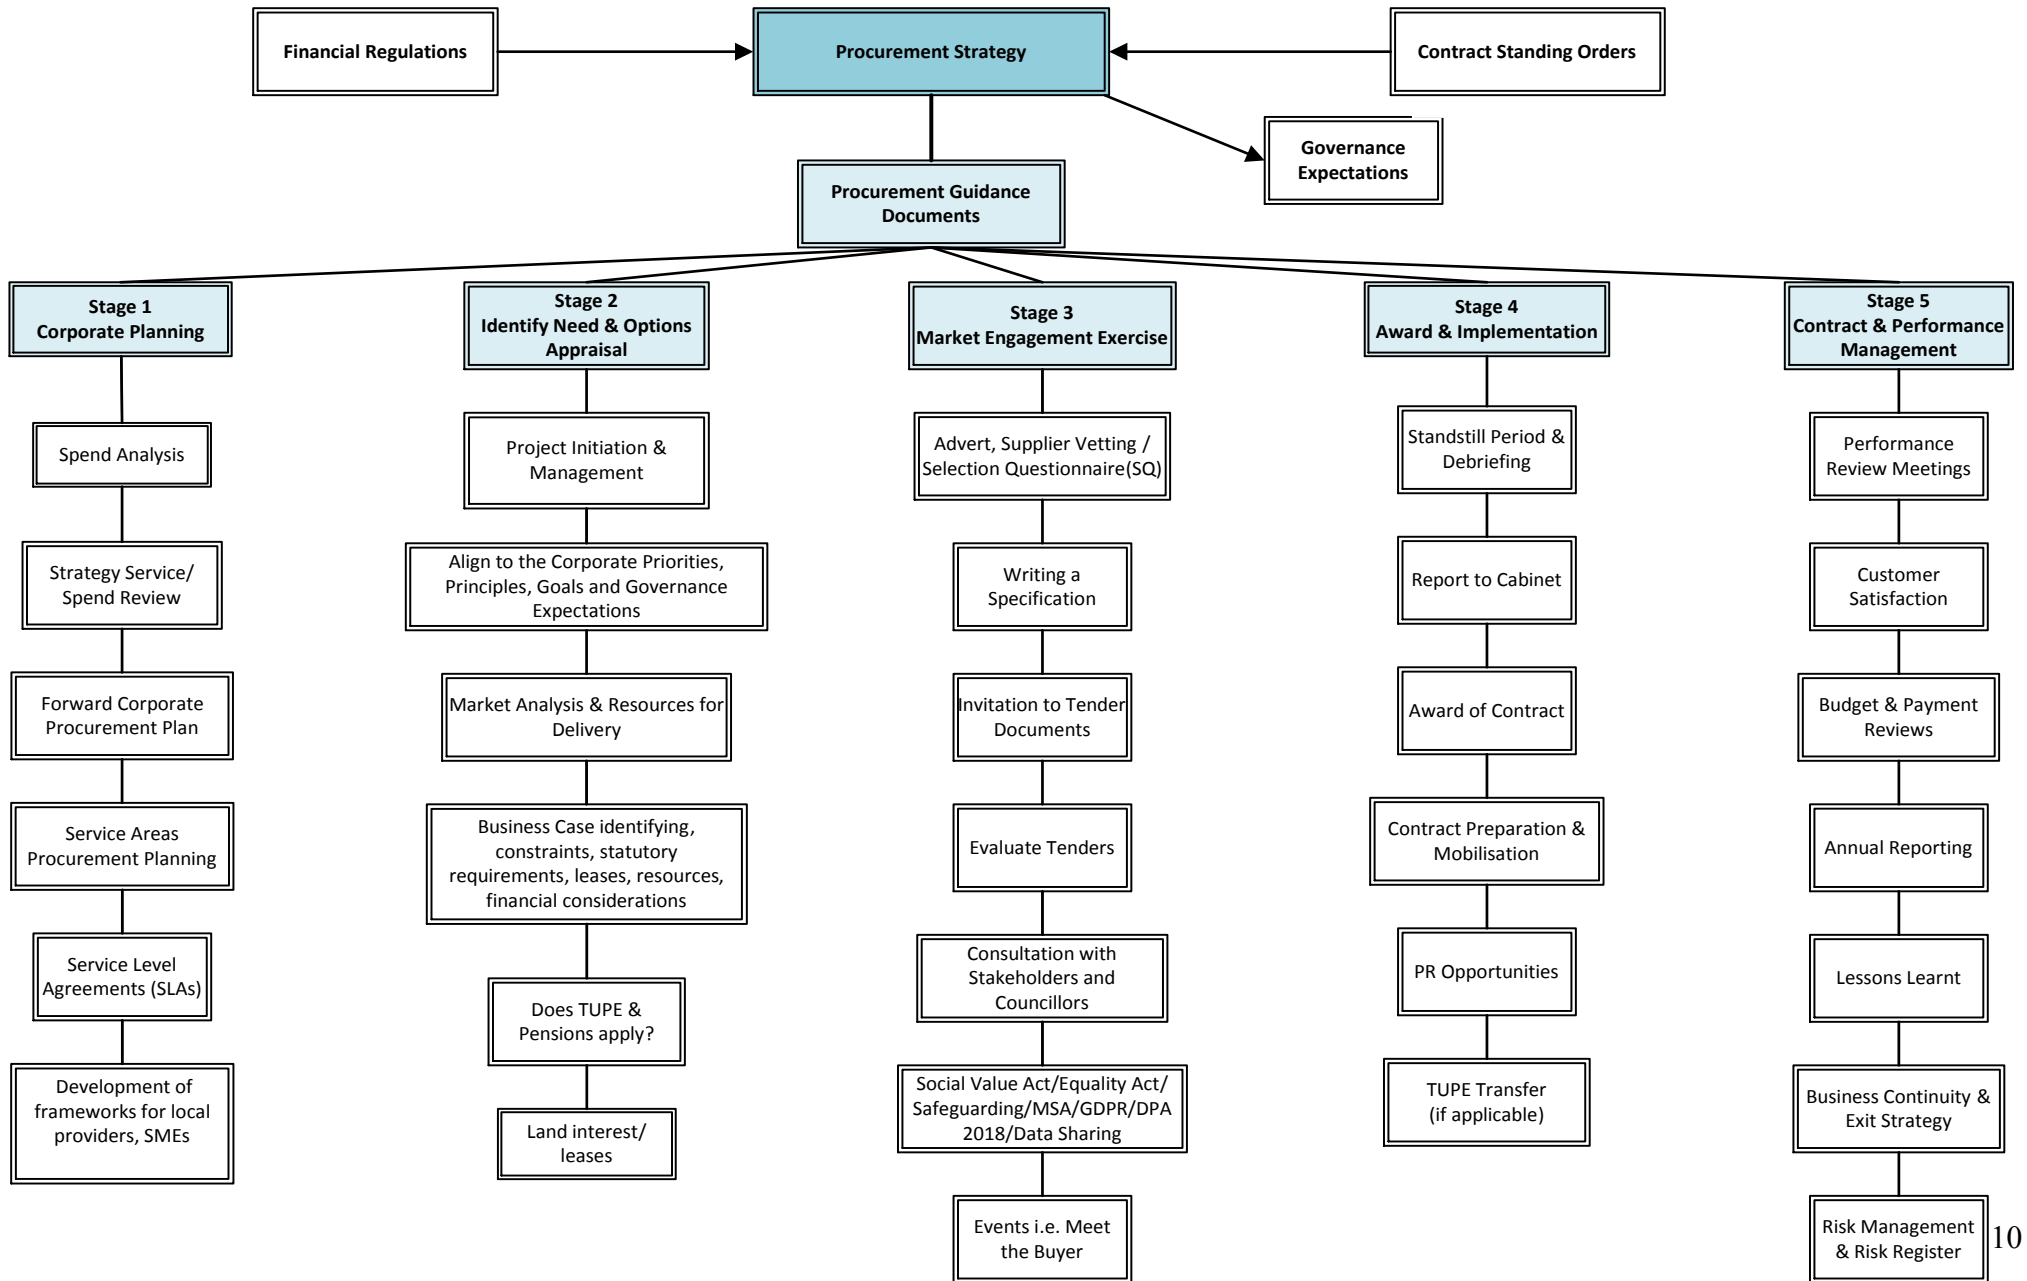 Financial Regulations
Procurement Strategy
Contract Standing Orders
Governance
Expectations
Procurement Guidance
Documents
Stage 1
Corporate Planning
Spend Analysis
Strategy Service/
Spend Review
Forward Corporate
Procurement Plan
Service Areas
Procurement Planning
Service Level
Agreements (SLAs)
Development of
frameworks for local
providers, SMEs
Stage 2
Identify Need & Options
Appraisal
Project Initiation &
Management
Align to the Corporate Priorities,
Principles, Goals and Governance
Expectations
Market Analysis & Resources for
Delivery
Business Case identifying,
constraints, statutory
requirements, leases, resources,
financial considerations
Does TUPE &
Pensions apply?
Land interest/
leases
Stage 3
Market Engagement Exercise
Advert, Supplier Vetting /
Selection Questionnaire(SQ)
Writing a
Specification
Invitation to Tender
Documents
Evaluate Tenders
Consultation with
Stakeholders and
Councillors
Social Value Act/Equality Act/
Safeguarding/MSA/GDPR/DPA
2018/Data Sharing
Events i.e. Meet
the Buyer
Stage 4
Award & Implementation
Standstill Period &
Debriefing
Report to Cabinet
Award of Contract
Contract Preparation &
Mobilisation
PR Opportunities
TUPE Transfer
(if applicable)
Stage 5
Contract & Performance
Management
Performance
Review Meetings
Customer
Satisfaction
Budget & Payment
Reviews
Annual Reporting
Lessons Learnt
Business Continuity &
Exit Strategy
Risk Management
& Risk Register
10